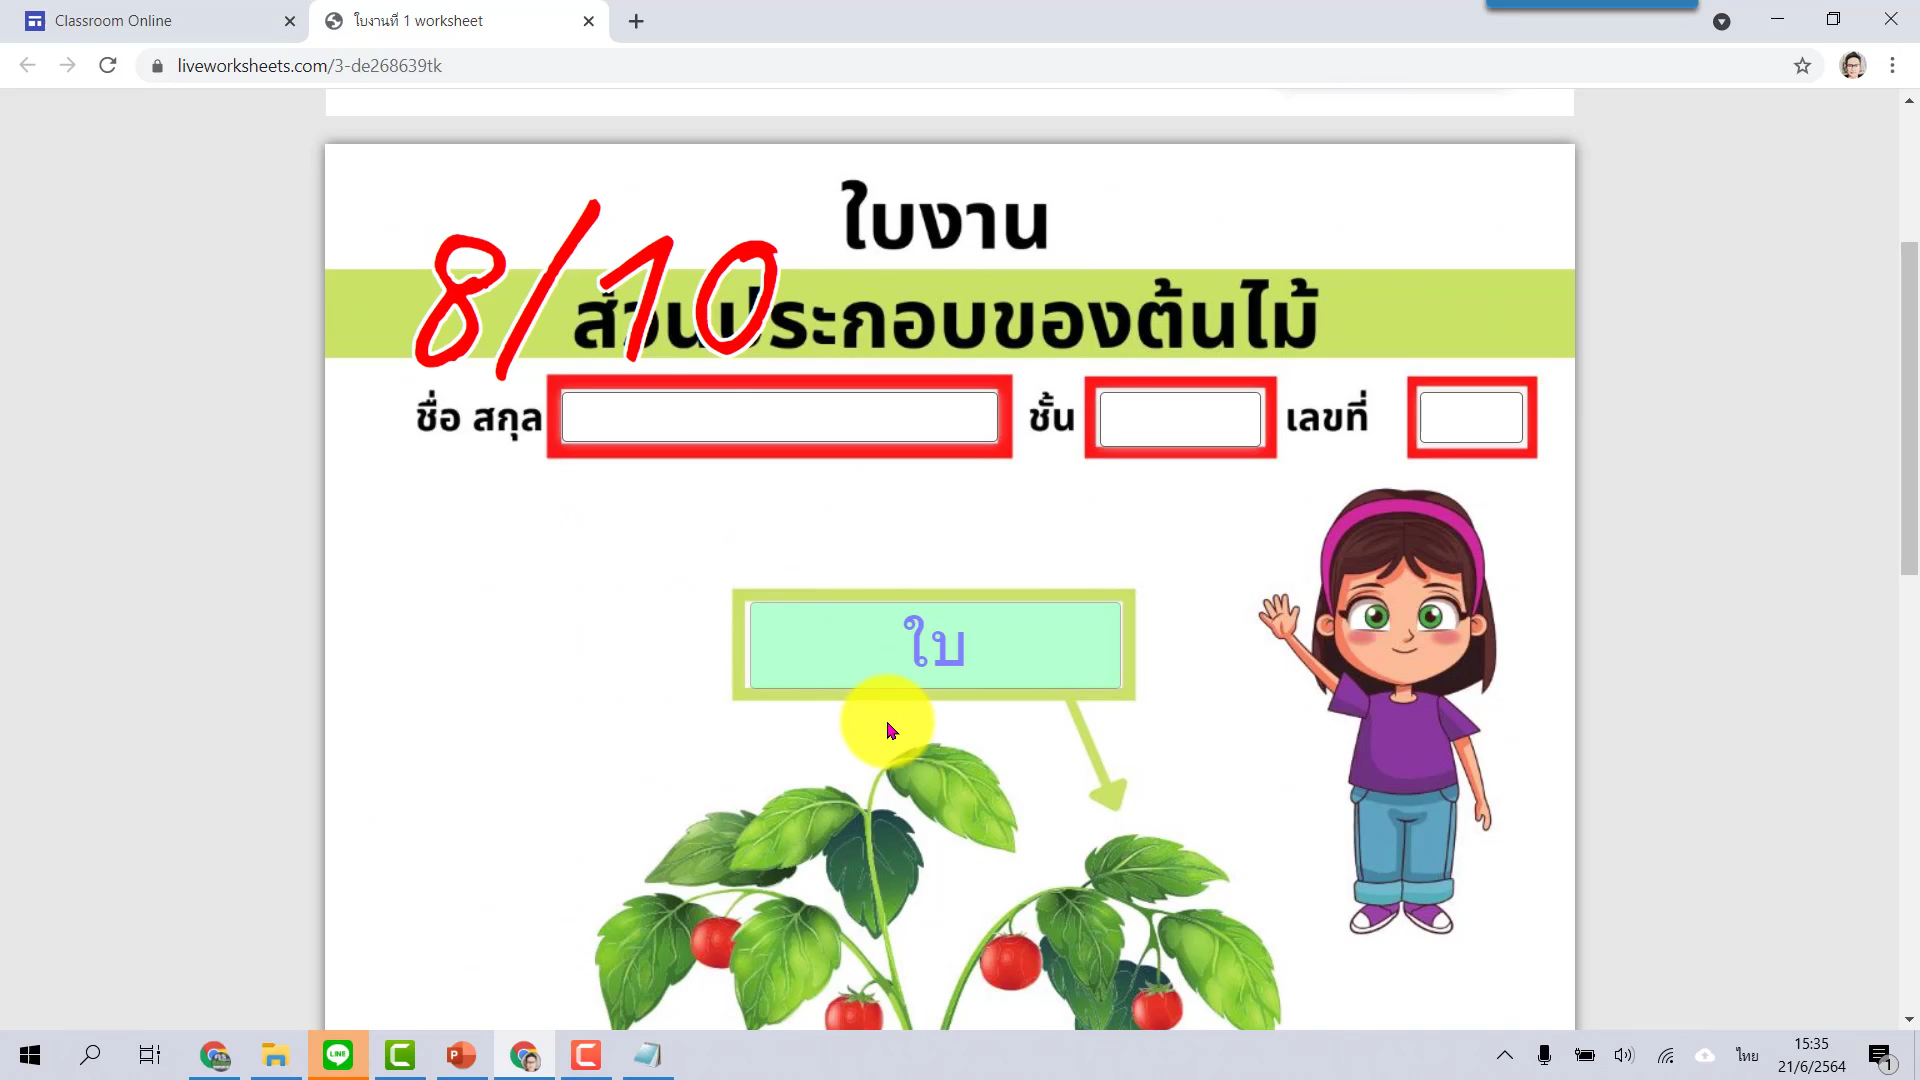 Classroom Online
ใบงานที่ 1 worksheet
liveworksheets.com/3-de268639tk
ใบงาน
8/10
ส่วนประกอบของต้นไม้
ชื่อ สกุล
ชั้น
เลขที่
ใบ
LINE
ไทย
15:35
21/6/2564
1